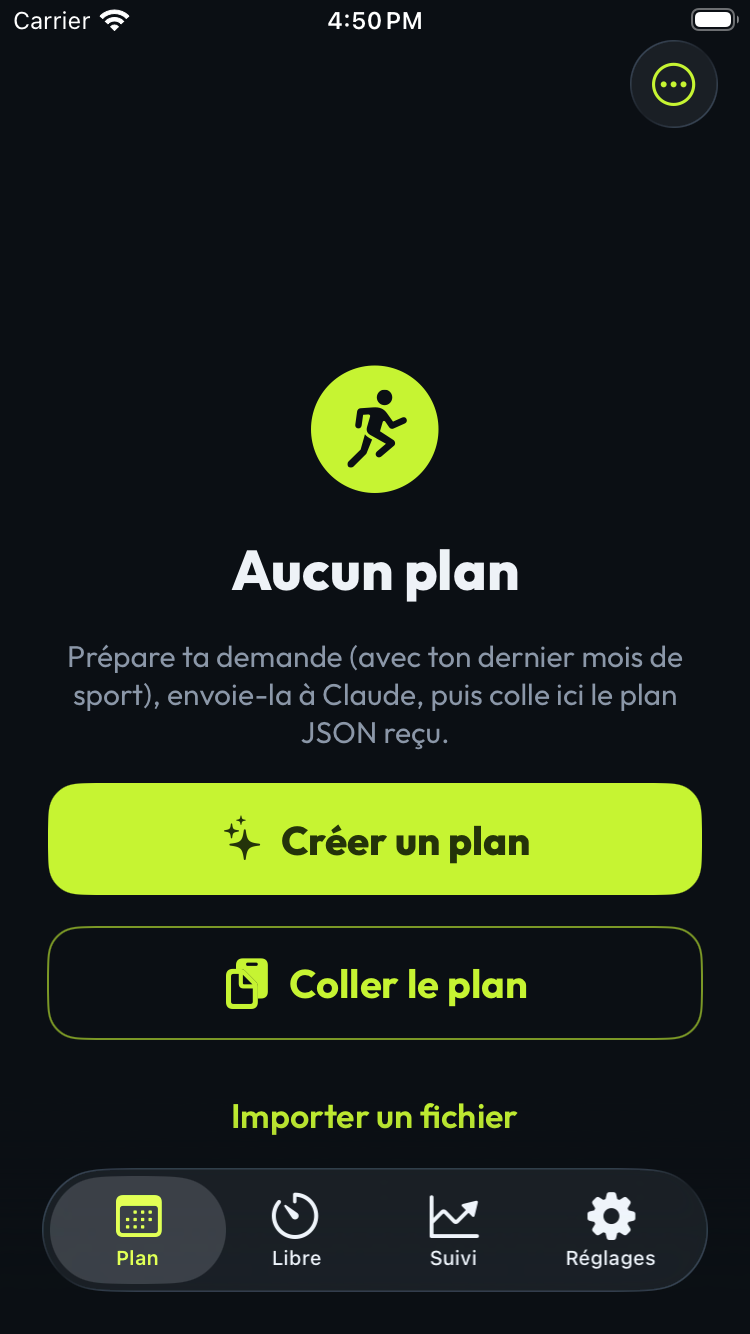 Carrier 4:50 PM
Aucun plan
Prépare ta demande (avec ton dernier mois de
sport), envoie-la à Claude, puis colle ici le plan
JSON reçu.
Créer un plan
Coller le plan
Importer un fichier
Plan Libre Suivi Réglages